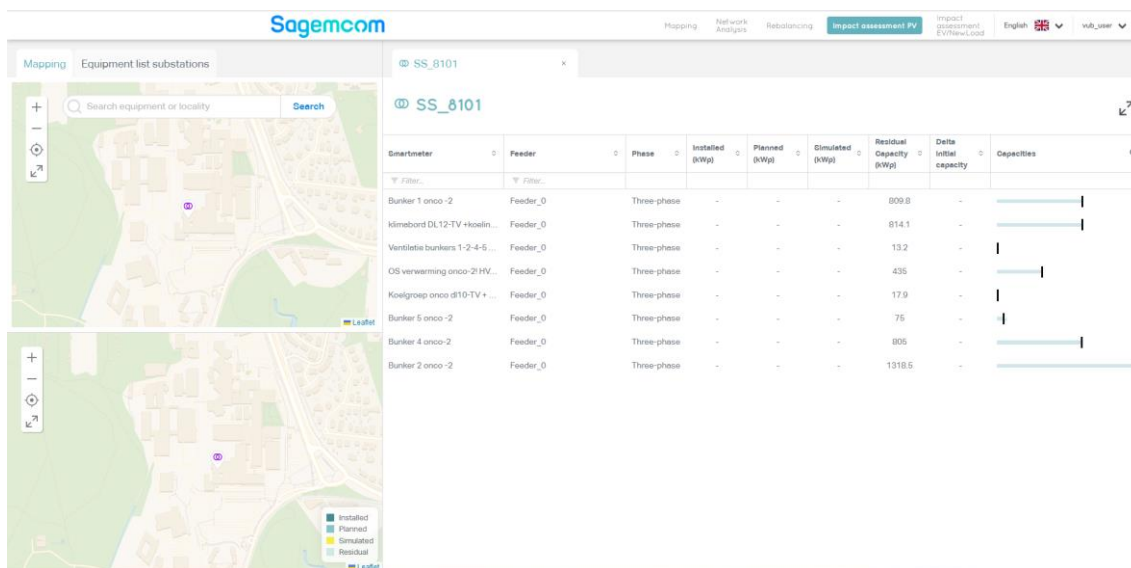 Sagemcom
Mapping
Network Analysis
Rebalancing
Impact assessment PV
Impact assessment EV/NewLoad
English
vub_user
Mapping Equipment list substations
SS_8101 ×
+
Search equipment or locality Search
−
Leaflet
+
−
Installed
Planned
Simulated
Residual
Leaflet
SS_8101
Smartmeter Feeder Phase Installed (kWp) Planned (kWp) Simulated (kWp) Residual Capacity (kWp) Delta initial capacity Capacities
Filter... Filter...
Bunker 1 onco -2 Feeder_0 Three-phase - - - 809.8 -
klimebord DL12-TV +koelin... Feeder_0 Three-phase - - - 814.1 -
Ventilatie bunkers 1-2-4-5 ... Feeder_0 Three-phase - - - 13.2 -
OS verwarming onco-2! HV... Feeder_0 Three-phase - - - 435 -
Koelgroep onco dl10-TV + ... Feeder_0 Three-phase - - - 17.9 -
Bunker 5 onco -2 Feeder_0 Three-phase - - - 75 -
Bunker 4 onco-2 Feeder_0 Three-phase - - - 805 -
Bunker 2 onco -2 Feeder_0 Three-phase - - - 1318.5 -